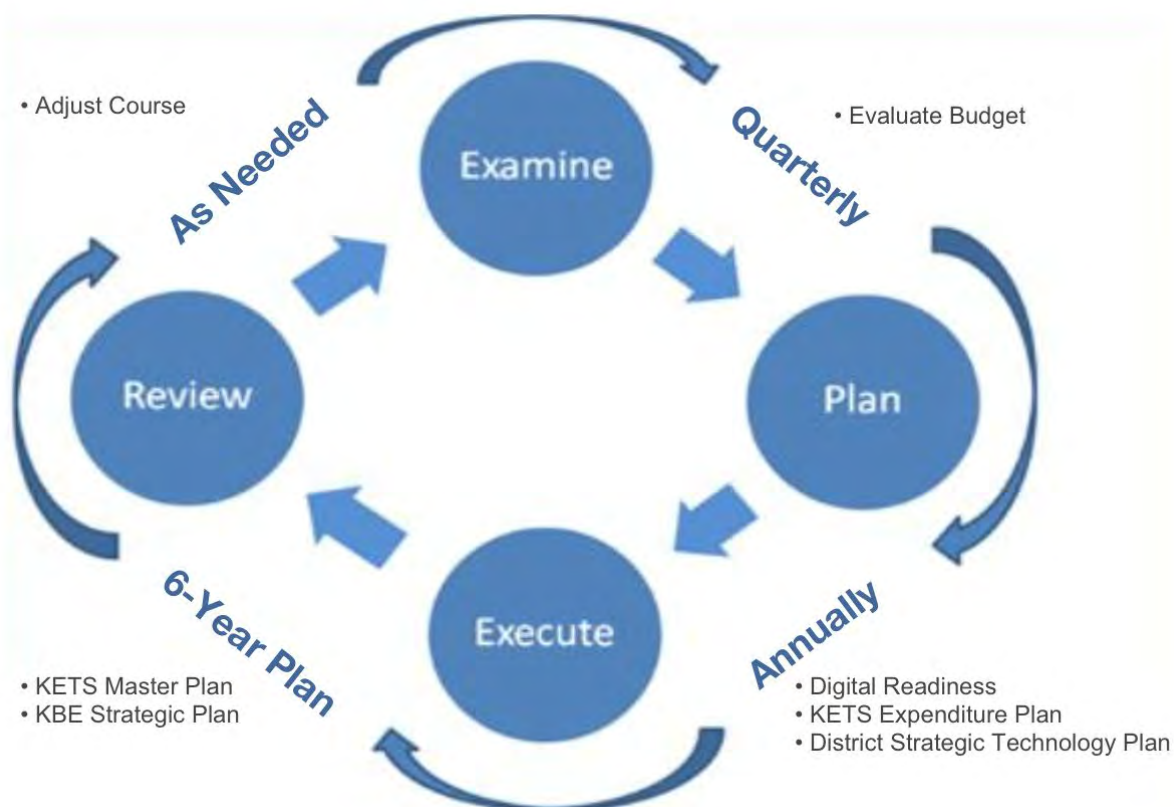 • Adjust Course
As Needed
Examine
Quarterly
• Evaluate Budget
Review
Plan
6-Year Plan
Execute
Annually
• KETS Master Plan
• KBE Strategic Plan
• Digital Readiness
• KETS Expenditure Plan
• District Strategic Technology Plan